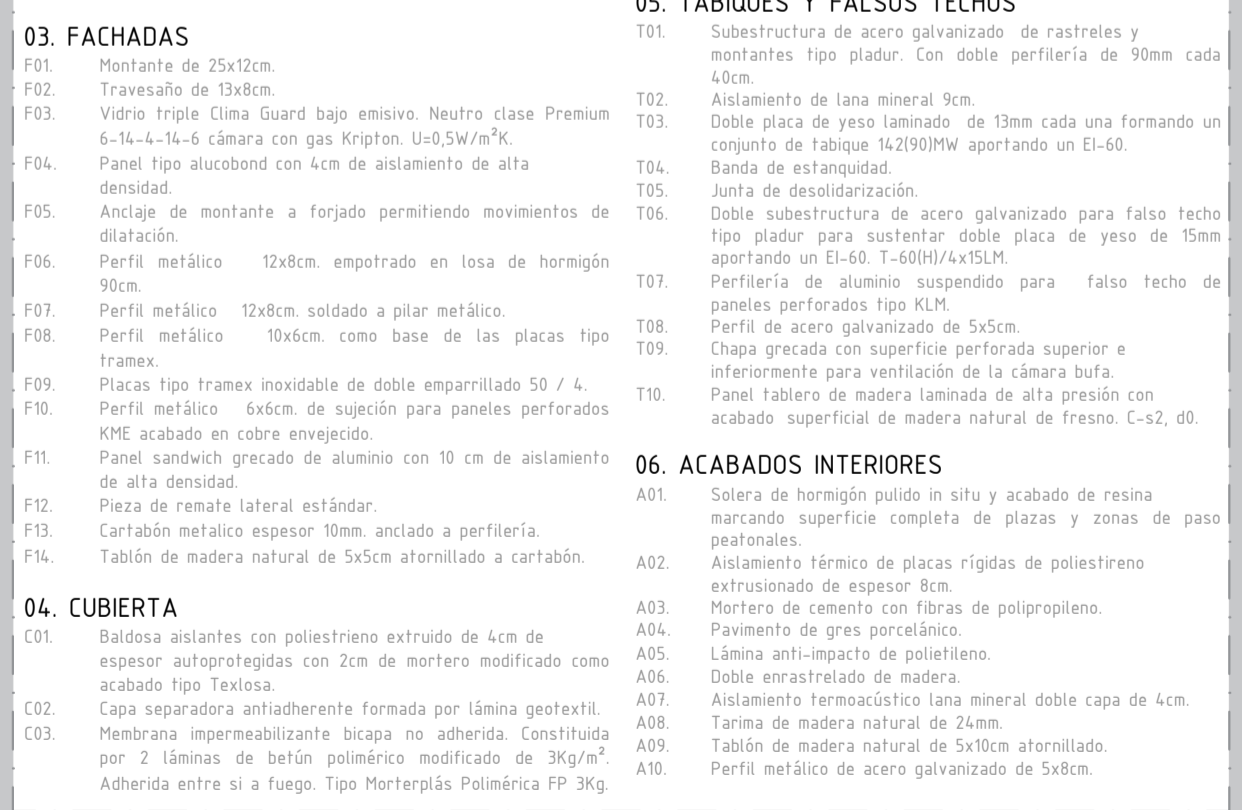 03. FACHADAS
F01. Montante de 25x12cm.
F02. Travesaño de 13x8cm.
F03. Vidrio triple Clima Guard bajo emisivo. Neutro clase Premium
6-14-4-14-6 cámara con gas Kripton. U=0,5W/m²K.
F04. Panel tipo alucobond con 4cm de aislamiento de alta
densidad.
F05. Anclaje de montante a forjado permitiendo movimientos de
dilatación.
F06. Perfil metálico 12x8cm. empotrado en losa de hormigón
90cm.
F07. Perfil metálico 12x8cm. soldado a pilar metálico.
F08. Perfil metálico 10x6cm. como base de las placas tipo
tramex.
F09. Placas tipo tramex inoxidable de doble emparrillado 50 / 4.
F10. Perfil metálico 6x6cm. de sujeción para paneles perforados
KME acabado en cobre envejecido.
F11. Panel sandwich grecado de aluminio con 10 cm de aislamiento
de alta densidad.
F12. Pieza de remate lateral estándar.
F13. Cartabón metalico espesor 10mm. anclado a perfilería.
F14. Tablón de madera natural de 5x5cm atornillado a cartabón.
04. CUBIERTA
C01. Baldosa aislantes con poliestrieno extruido de 4cm de
espesor autoprotegidas con 2cm de mortero modificado como
acabado tipo Texlosa.
C02. Capa separadora antiadherente formada por lámina geotextil.
C03. Membrana impermeabilizante bicapa no adherida. Constituida
por 2 láminas de betún polimérico modificado de 3Kg/m².
Adherida entre si a fuego. Tipo Morterplás Polimérica FP 3Kg.
05. TABIQUES Y FALSOS TECHOS
T01. Subestructura de acero galvanizado de rastreles y
montantes tipo pladur. Con doble perfilería de 90mm cada
40cm.
T02. Aislamiento de lana mineral 9cm.
T03. Doble placa de yeso laminado de 13mm cada una formando un
conjunto de tabique 142(90)MW aportando un EI-60.
T04. Banda de estanquidad.
T05. Junta de desolidarización.
T06. Doble subestructura de acero galvanizado para falso techo
tipo pladur para sustentar doble placa de yeso de 15mm
aportando un EI-60. T-60(H)/4x15LM.
T07. Perfilería de aluminio suspendido para falso techo de
paneles perforados tipo KLM.
T08. Perfil de acero galvanizado de 5x5cm.
T09. Chapa grecada con superficie perforada superior e
inferiormente para ventilación de la cámara bufa.
T10. Panel tablero de madera laminada de alta presión con
acabado superficial de madera natural de fresno. C-s2, d0.
06. ACABADOS INTERIORES
A01. Solera de hormigón pulido in situ y acabado de resina
marcando superficie completa de plazas y zonas de paso
peatonales.
A02. Aislamiento térmico de placas rígidas de poliestireno
extrusionado de espesor 8cm.
A03. Mortero de cemento con fibras de polipropileno.
A04. Pavimento de gres porcelánico.
A05. Lámina anti-impacto de polietileno.
A06. Doble enrastrelado de madera.
A07. Aislamiento termoacústico lana mineral doble capa de 4cm.
A08. Tarima de madera natural de 24mm.
A09. Tablón de madera natural de 5x10cm atornillado.
A10. Perfil metálico de acero galvanizado de 5x8cm.